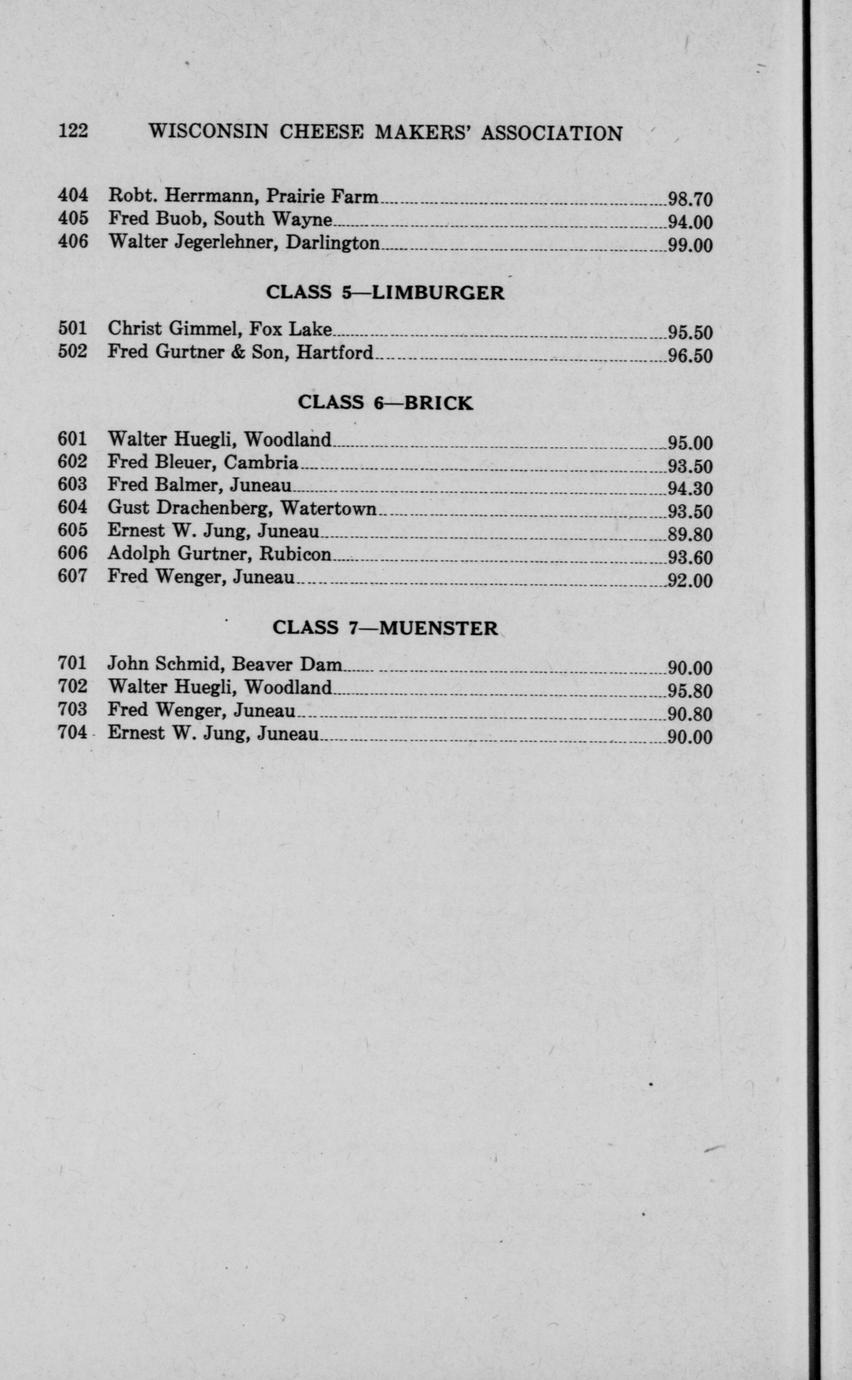 122 WISCONSIN CHEESE MAKERS' ASSOCIATION
404 Robt. Herrmann, Prairie Farm 98.70
405 Fred Buob, South Wayne 94.00
406 Walter Jegerlehner, Darlington 99.00
CLASS 5—LIMBURGER
501 Christ Gimmel, Fox Lake 95.50
502 Fred Gurtner & Son, Hartford 96.50
CLASS 6—BRICK
601 Walter Huegli, Woodland 95.00
602 Fred Bleuer, Cambria 93.50
603 Fred Balmer, Juneau 94.30
604 Gust Drachenberg, Watertown 93.50
605 Ernest W. Jung, Juneau 89.80
606 Adolph Gurtner, Rubicon 93.60
607 Fred Wenger, Juneau 92.00
CLASS 7—MUENSTER
701 John Schmid, Beaver Dam 90.00
702 Walter Huegli, Woodland 95.80
703 Fred Wenger, Juneau 90.80
704 Ernest W. Jung, Juneau 90.00